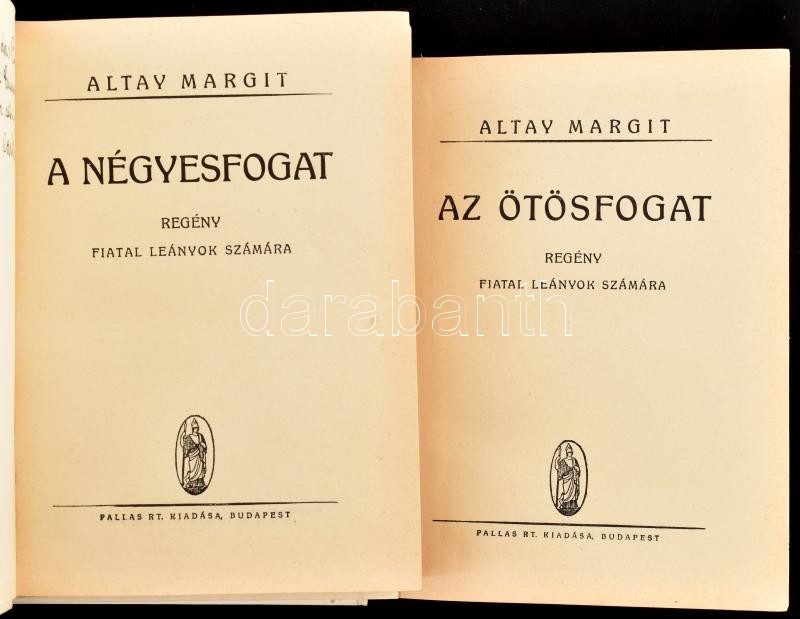 ALTAY MARGIT
A NÉGYESFOGAT
REGÉNY
FIATAL LEÁNYOK SZÁMÁRA
PALLAS RT. KIADÁSA, BUDAPEST
ALTAY MARGIT
AZ ÖTÖSFOGAT
REGÉNY
FIATAL LEÁNYOK SZÁMÁRA
PALLAS RT. KIADÁSA, BUDAPEST
darabanth